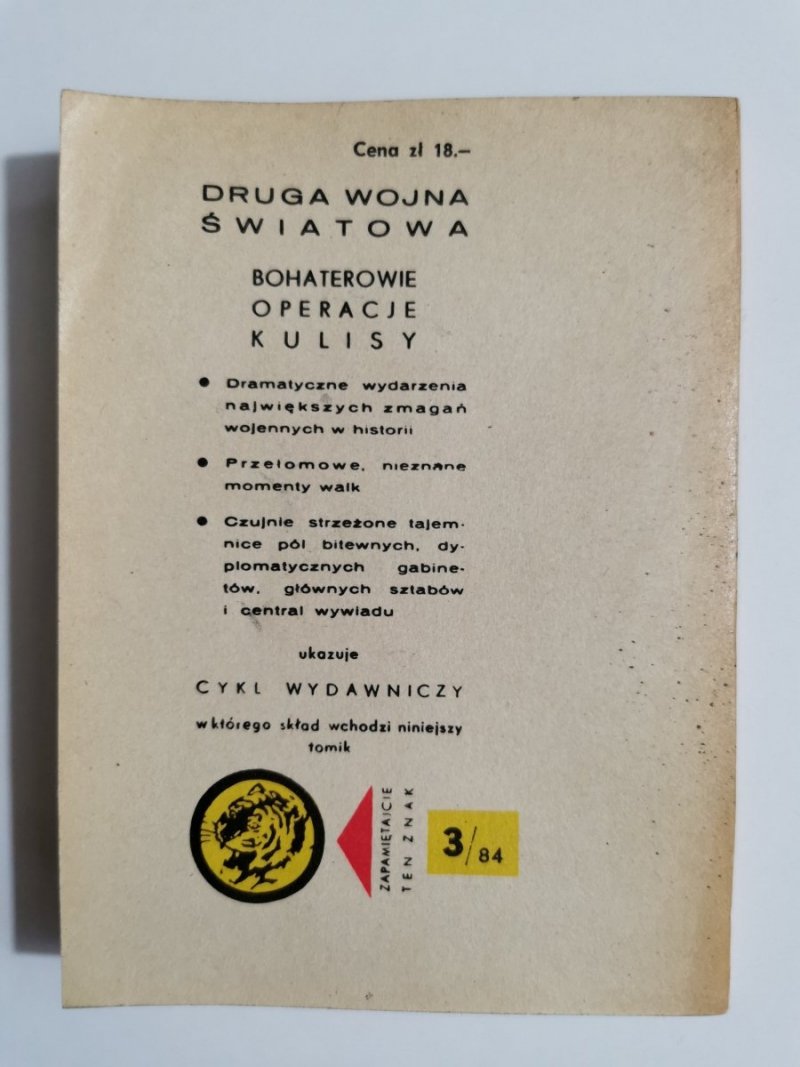 Cena zł 18.–
DRUGA WOJNA
ŚWIATOWA
BOHATEROWIE
OPERACJE
KULISY
● Dramatyczne wydarzenia
największych zmagań
wojennych w historii
● Przełomowe, nieznane
momenty walk
● Czujnie strzeżone tajem-
nice pól bitewnych, dy-
plomatycznych gabine-
tów, głównych sztabów
i central wywiadu
ukazuje
CYKL WYDAWNICZY
w którego skład wchodzi niniejszy
tomik
ZAPAMIĘTAJCIE
TEN ZNAK
3/84